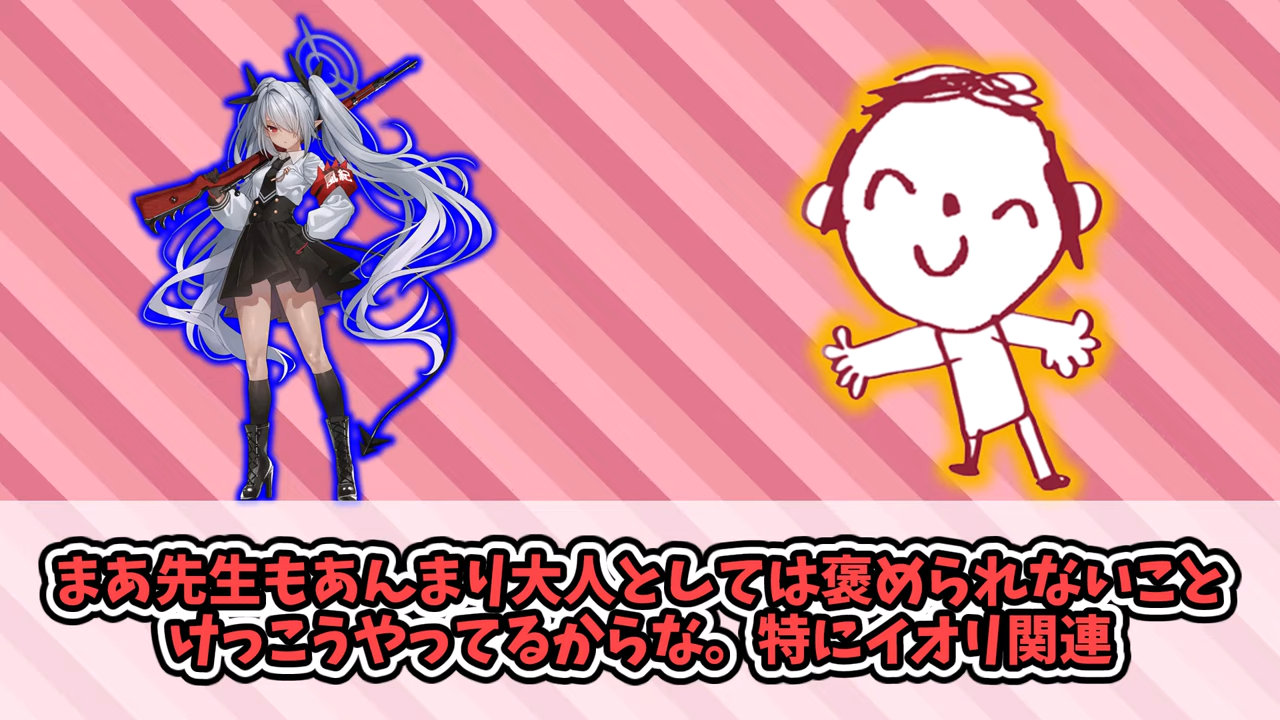 風紀
まあ先生もあんまり大人としては褒められないこと
けっこうやってるからな。特にイオリ関連